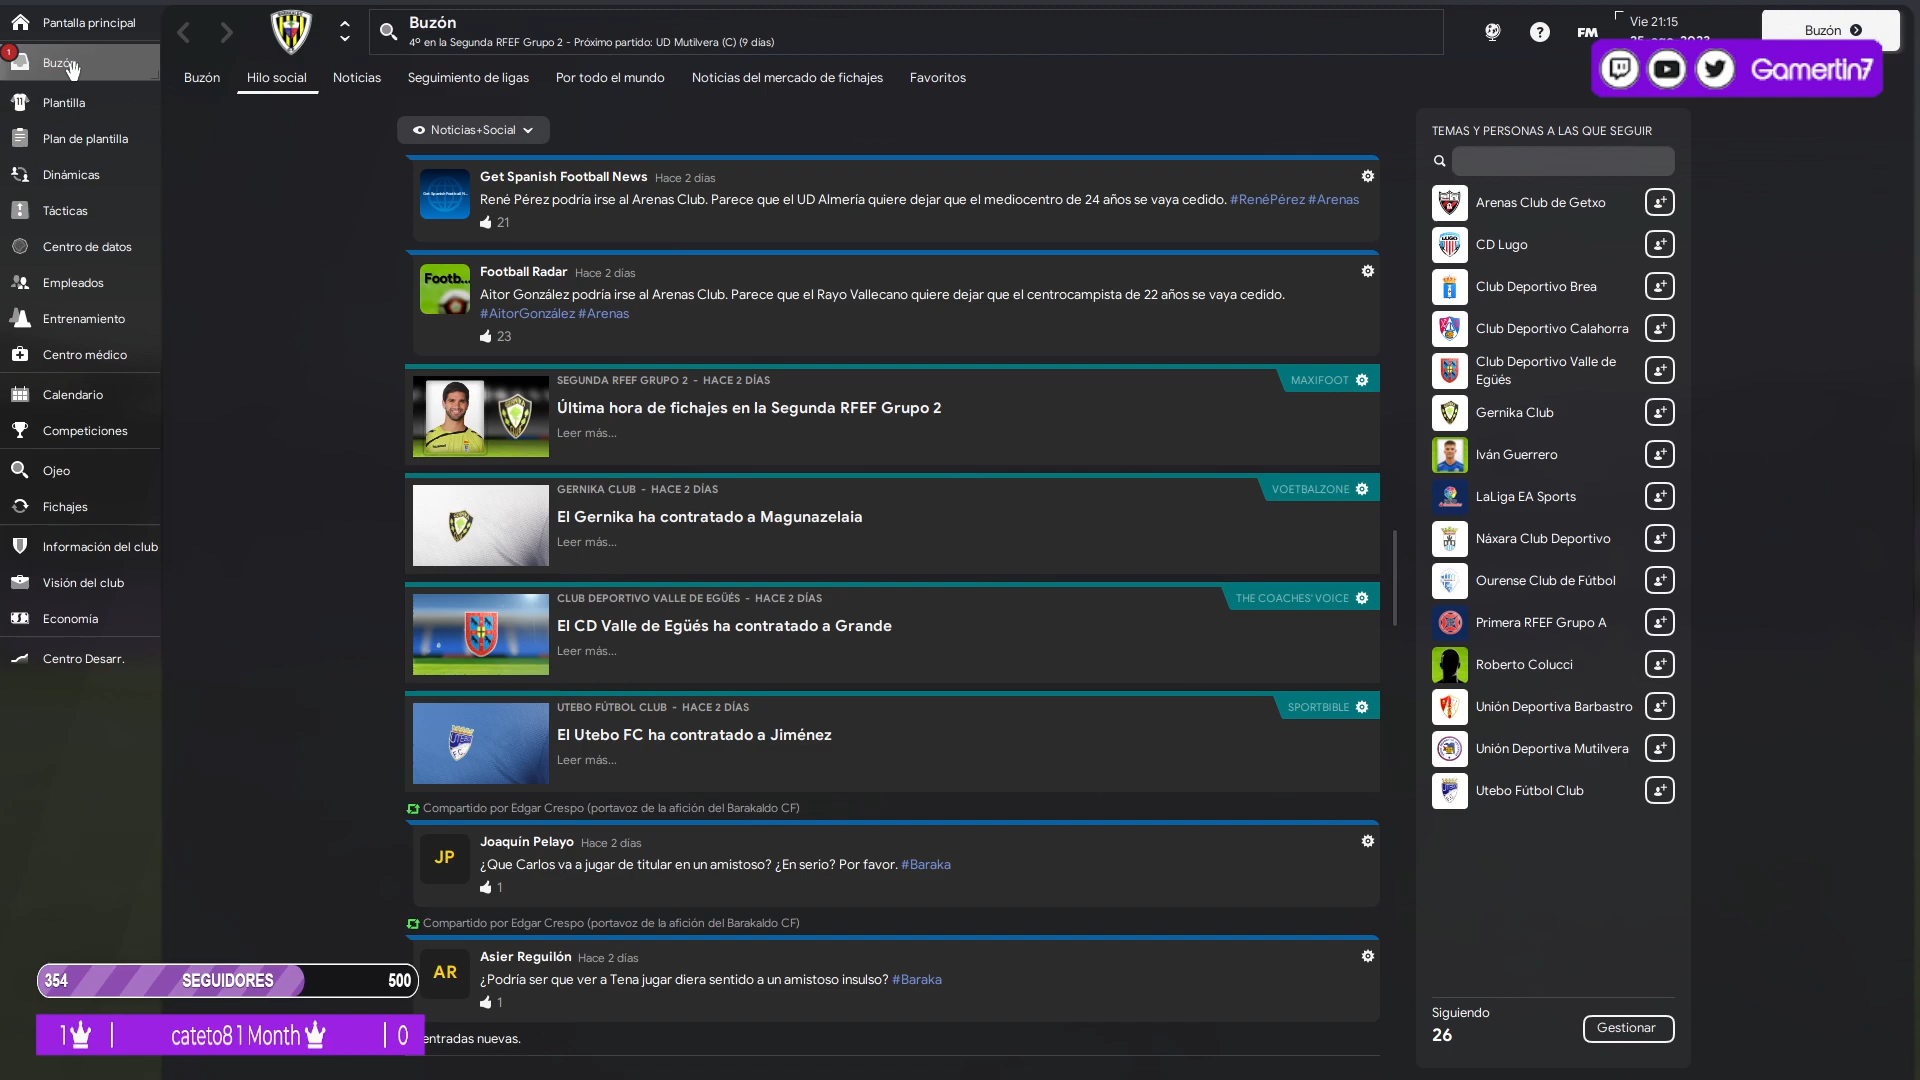 Pantalla principal
1
Buzón
Plantilla
Plan de plantilla
Dinámicas
Tácticas
Centro de datos
Empleados
Entrenamiento
Centro médico
Calendario
Competiciones
Ojeo
Fichajes
Información del club
Visión del club
Economía
Centro Desarr.
Buzón
4º en la Segunda RFEF Grupo 2 - Próximo partido: UD Mutilvera (C) (9 días)
FM
Vie 21:15
Buzón
Gamertin7
Buzón
Hilo social
Noticias
Seguimiento de ligas
Por todo el mundo
Noticias del mercado de fichajes
Favoritos
Noticias+Social
Get Spanish Football News Hace 2 días
René Pérez podría irse al Arenas Club. Parece que el UD Almería quiere dejar que el mediocentro de 24 años se vaya cedido. #RenéPérez #Arenas
21
Footb...
Football Radar Hace 2 días
Aitor González podría irse al Arenas Club. Parece que el Rayo Vallecano quiere dejar que el centrocampista de 22 años se vaya cedido.
#AitorGonzález #Arenas
23
SEGUNDA RFEF GRUPO 2 - HACE 2 DÍAS
MAXIFOOT
Última hora de fichajes en la Segunda RFEF Grupo 2
Leer más...
GERNIKA CLUB - HACE 2 DÍAS
VOETBALZONE
El Gernika ha contratado a Magunazelaia
Leer más...
CLUB DEPORTIVO VALLE DE EGÜÉS - HACE 2 DÍAS
THE COACHES' VOICE
El CD Valle de Egüés ha contratado a Grande
Leer más...
UTEBO FÚTBOL CLUB - HACE 2 DÍAS
SPORTBIBLE
El Utebo FC ha contratado a Jiménez
Leer más...
Compartido por Edgar Crespo (portavoz de la afición del Barakaldo CF)
JP
Joaquín Pelayo Hace 2 días
¿Que Carlos va a jugar de titular en un amistoso? ¿En serio? Por favor. #Baraka
1
Compartido por Edgar Crespo (portavoz de la afición del Barakaldo CF)
AR
Asier Reguilón Hace 2 días
¿Podría ser que ver a Tena jugar diera sentido a un amistoso insulso? #Baraka
1
entradas nuevas.
TEMAS Y PERSONAS A LAS QUE SEGUIR
Arenas Club de Getxo
CD Lugo
Club Deportivo Brea
Club Deportivo Calahorra
Club Deportivo Valle de
Egüés
Gernika Club
Iván Guerrero
LaLiga EA Sports
Náxara Club Deportivo
Ourense Club de Fútbol
Primera RFEF Grupo A
Roberto Colucci
Unión Deportiva Barbastro
Unión Deportiva Mutilvera
Utebo Fútbol Club
Siguiendo
26
Gestionar
354 SEGUIDORES 500
1 cateto8 1 Month 0